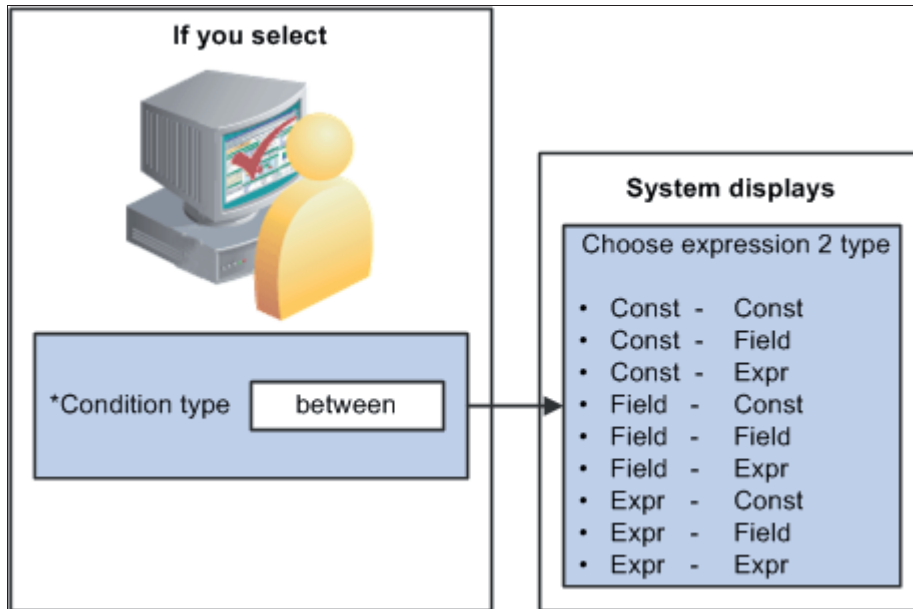 If you select
*Condition type
between
System displays
Choose expression 2 type
• Const - Const
• Const - Field
• Const - Expr
• Field - Const
• Field - Field
• Field - Expr
• Expr - Const
• Expr - Field
• Expr - Expr